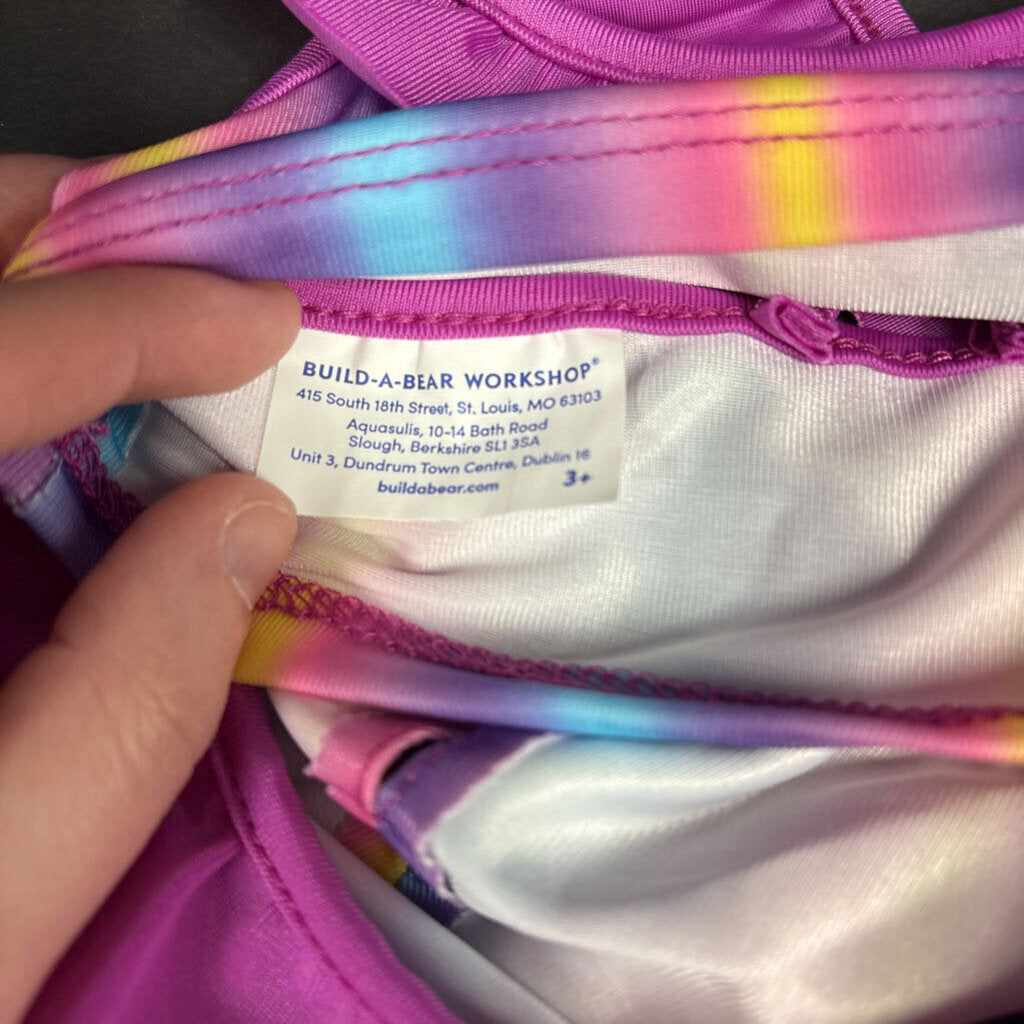 BUILD-A-BEAR WORKSHOP®
415 South 18th Street, St. Louis, MO 63103
Aquasulis, 10-14 Bath Road
Slough, Berkshire SL1 3SA
Unit 3, Dundrum Town Centre, Dublin 16
buildabear.com
3+